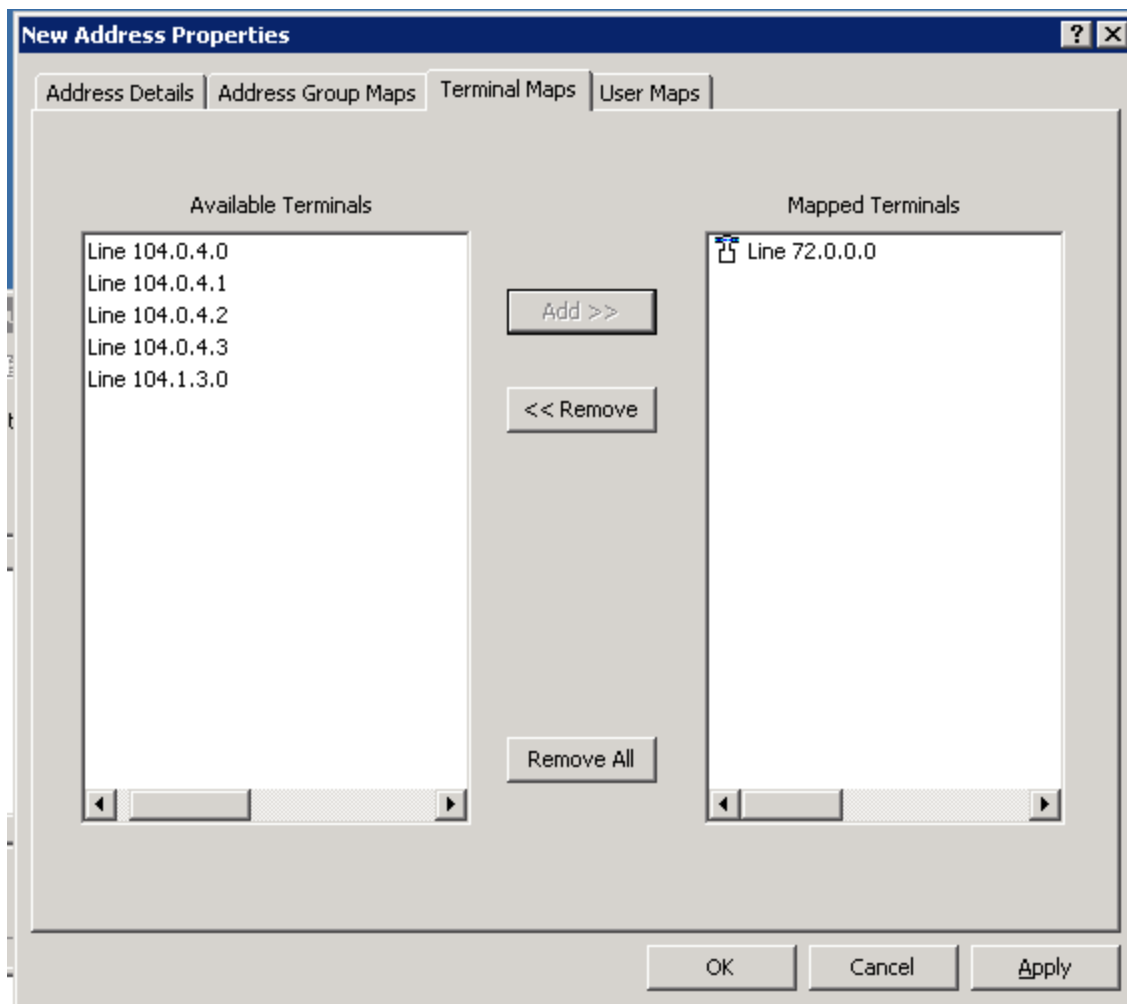 New Address Properties
Address Details
Address Group Maps
Terminal Maps
User Maps
Available Terminals
Line 104.0.4.0
Line 104.0.4.1
Line 104.0.4.2
Line 104.0.4.3
Line 104.1.3.0
Add >>
<< Remove
Remove All
Mapped Terminals
Line 72.0.0.0
OK
Cancel
Apply